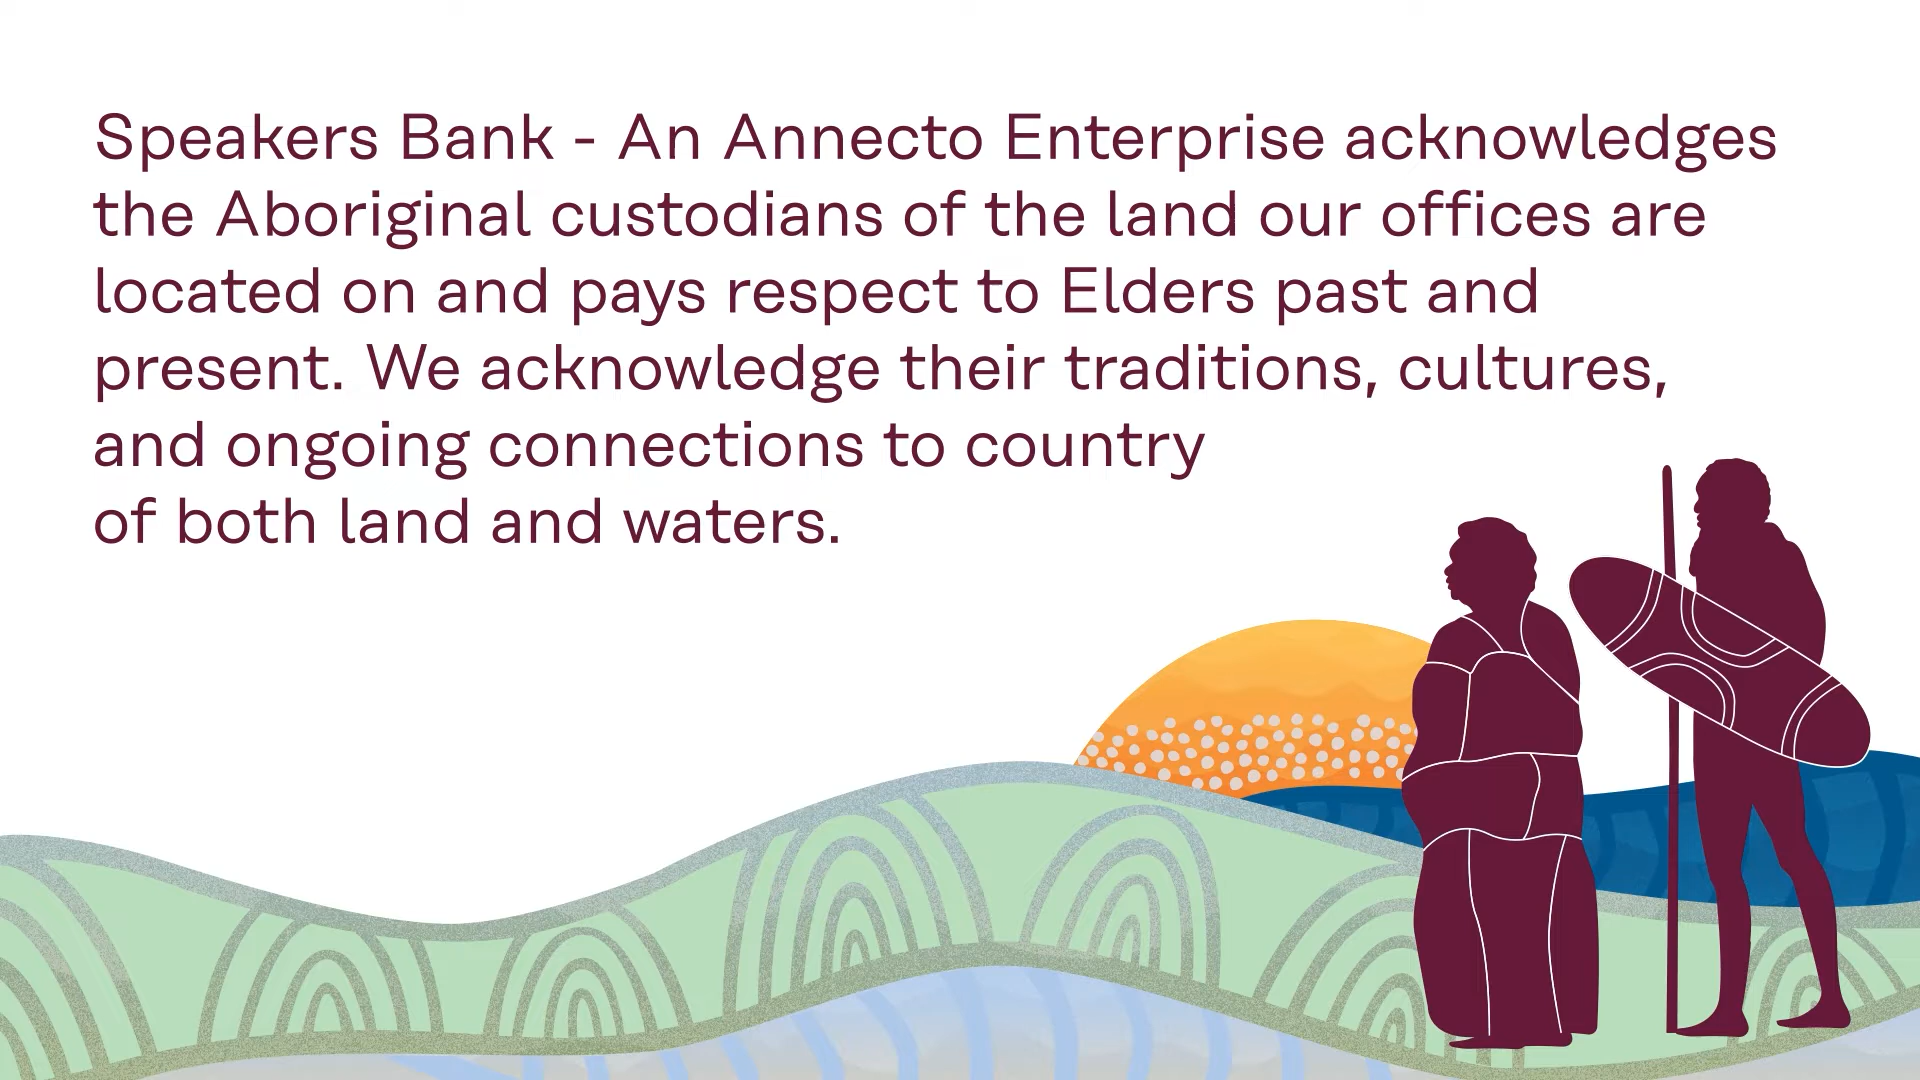 Speakers Bank - An Annecto Enterprise acknowledges
the Aboriginal custodians of the land our offices are
located on and pays respect to Elders past and
present. We acknowledge their traditions, cultures,
and ongoing connections to country
of both land and waters.